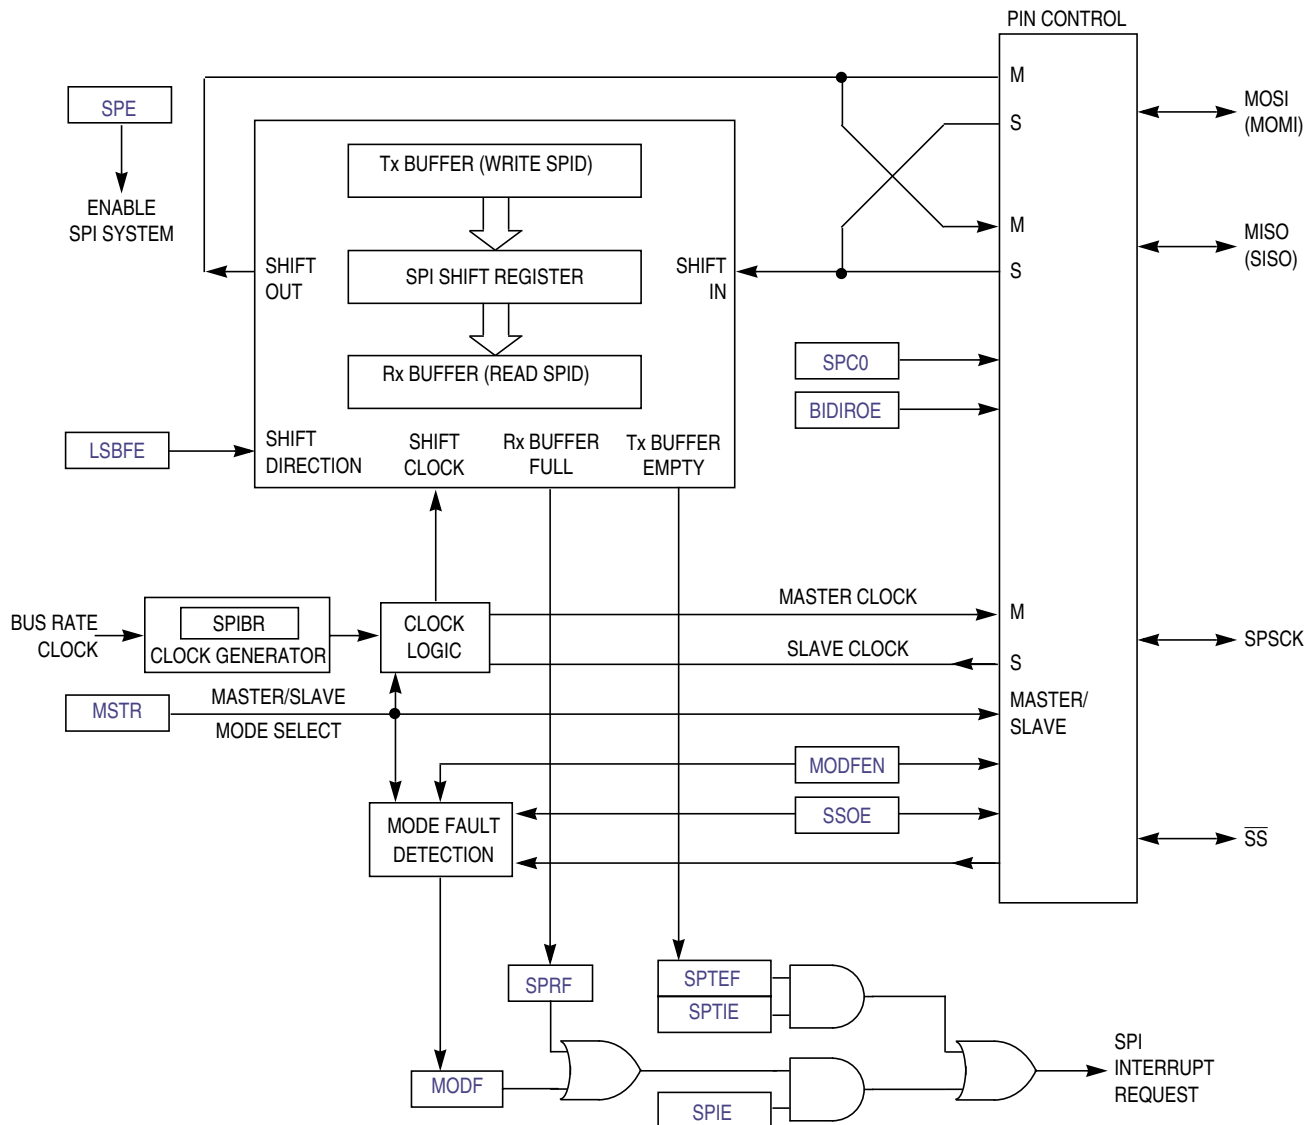 PIN CONTROL
M
SPE
MOSI
(MOMI)
S
Tx BUFFER (WRITE SPID)
ENABLE
SPI SYSTEM
M
MISO
(SISO)
SHIFT
OUT
SPI SHIFT REGISTER
SHIFT
IN
S
SPC0
Rx BUFFER (READ SPID)
BIDIROE
LSBFE
SHIFT
DIRECTION
SHIFT
CLOCK
Rx BUFFER
FULL
Tx BUFFER
EMPTY
MASTER CLOCK
M
BUS RATE
CLOCK
SPIBR
CLOCK GENERATOR
CLOCK
LOGIC
SLAVE CLOCK
S
SPSCK
MSTR
MASTER/SLAVE
MODE SELECT
MASTER/
SLAVE
MODFEN
SSOE
MODE FAULT
DETECTION
SS
SPRF
SPTEF
SPTIE
SPI
INTERRUPT
REQUEST
MODF
SPIE